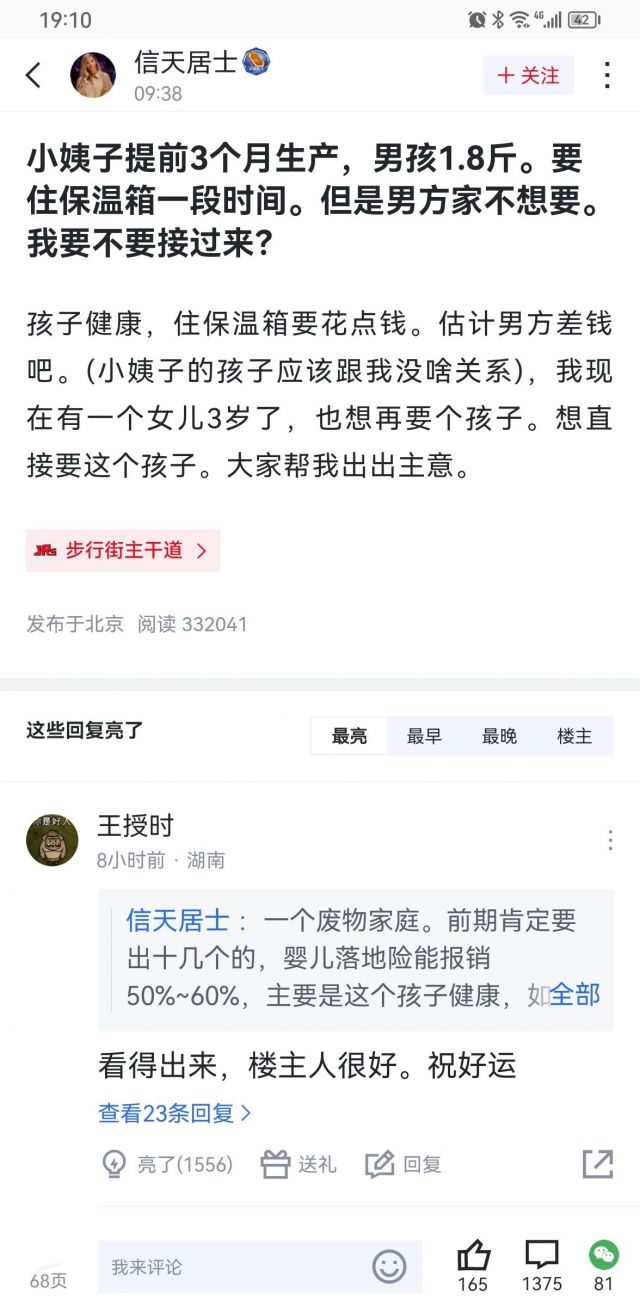 19:10
4G
42
信天居士
09:38
+ 关注
小姨子提前3个月生产，男孩1.8斤。要
住保温箱一段时间。但是男方家不想要。
我要不要接过来？
孩子健康，住保温箱要花点钱。估计男方差钱
吧。(小姨子的孩子应该跟我没啥关系)，我现
在有一个女儿3岁了，也想再要个孩子。想直
接要这个孩子。大家帮我出出主意。
JRs 步行街主干道
发布于北京 阅读 332041
这些回复亮了
最亮 最早 最晚 楼主
你是好人
王授时
8小时前 · 湖南
信天居士： 一个废物家庭。前期肯定要
出十几个的，婴儿落地险能报销
50%~60%，主要是这个孩子健康，如全部
看得出来，楼主人很好。祝好运
查看23条回复
亮了(1556) 送礼 回复
68页
我来评论
165
1375
81